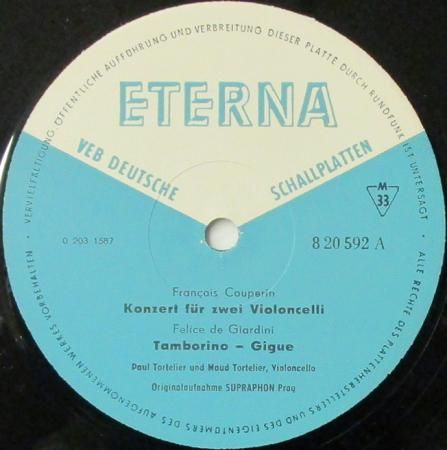 ALLE RECHTE DES PLATTENHERSTELLERS UND DES EIGENTÜMERS DES AUFGENOMMENEN WERKES VORBEHALTEN · VERVIELFÄLTIGUNG, ÖFFENTLICHE AUFFÜHRUNG UND VERBREITUNG DIESER PLATTE DURCH RUNDFUNK IST UNTERSAGT ·
ETERNA
VEB DEUTSCHE SCHALLPLATTEN
M
33
0 203 1587
8 20 592 A
François Couperin
Konzert für zwei Violoncelli
Felice de Giardini
Tamborino – Gigue
Paul Tortelier und Maud Tortelier, Violoncello
Originalaufnahme SUPRAPHON Prag